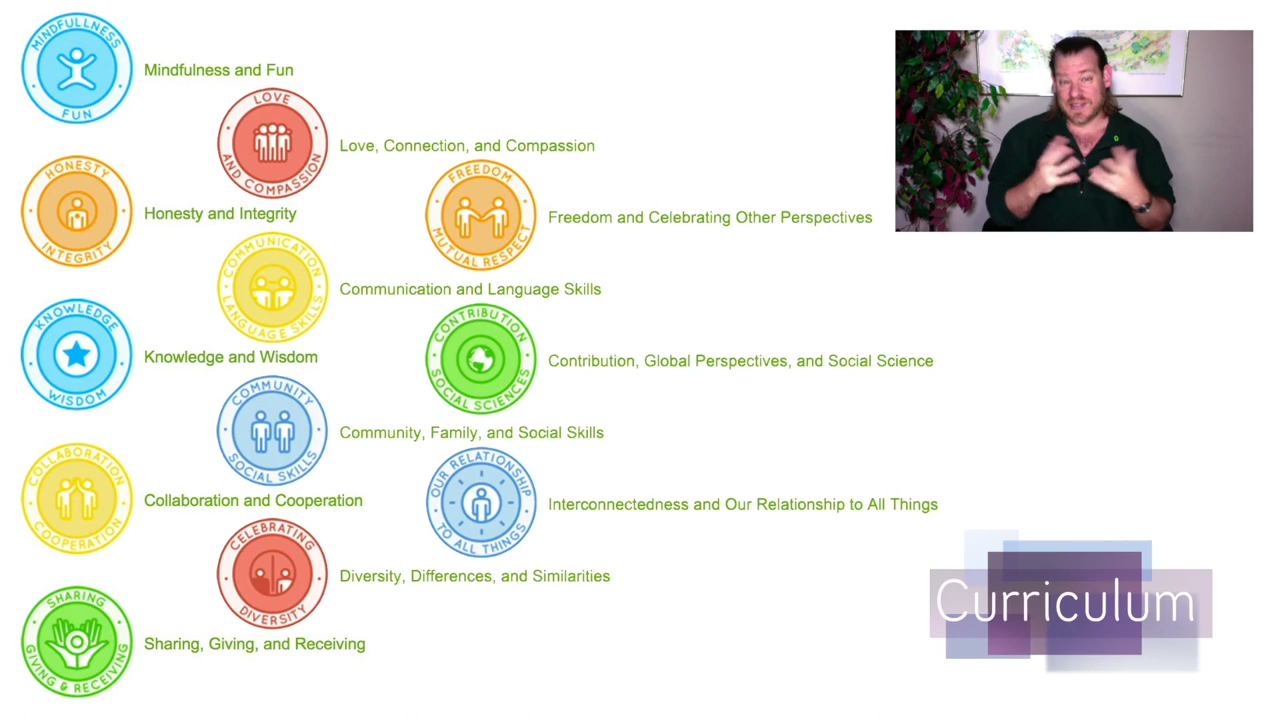 MINDFULLNESS
FUN
Mindfulness and Fun
LOVE
AND COMPASSION
Love, Connection, and Compassion
HONESTY
INTEGRITY
Honesty and Integrity
FREEDOM
MUTUAL RESPECT
Freedom and Celebrating Other Perspectives
COMMUNICATION
LANGUAGE SKILLS
Communication and Language Skills
KNOWLEDGE
WISDOM
Knowledge and Wisdom
CONTRIBUTION
SOCIAL SCIENCES
Contribution, Global Perspectives, and Social Science
COMMUNITY
SOCIAL SKILLS
Community, Family, and Social Skills
COLLABORATION
COOPERATION
Collaboration and Cooperation
OUR RELATIONSHIP
TO ALL THINGS
Interconnectedness and Our Relationship to All Things
CELEBRATING
DIVERSITY
Diversity, Differences, and Similarities
SHARING
GIVING & RECEIVING
Sharing, Giving, and Receiving
Curriculum